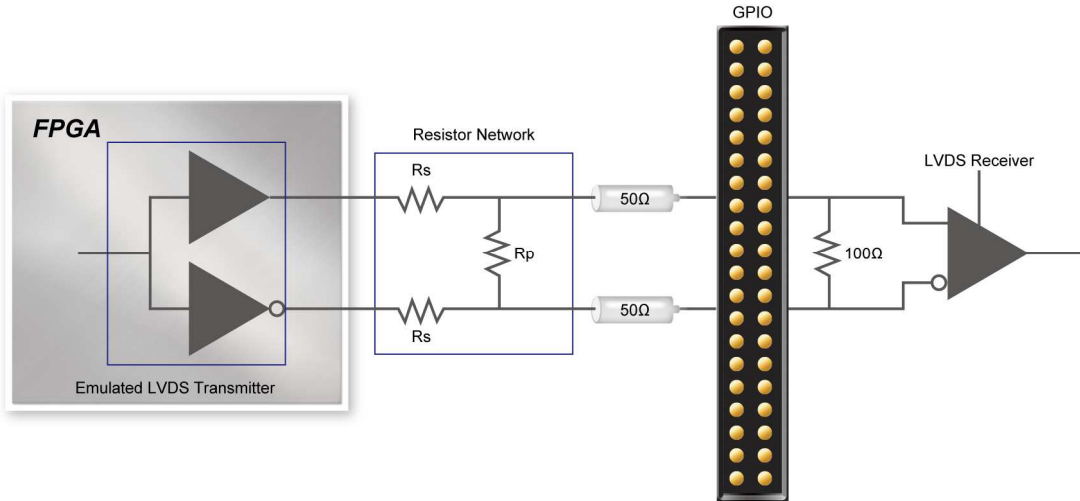 GPIO
FPGA
Resistor Network
Rs
Rp
Rs
50Ω
50Ω
100Ω
LVDS Receiver
Emulated LVDS Transmitter